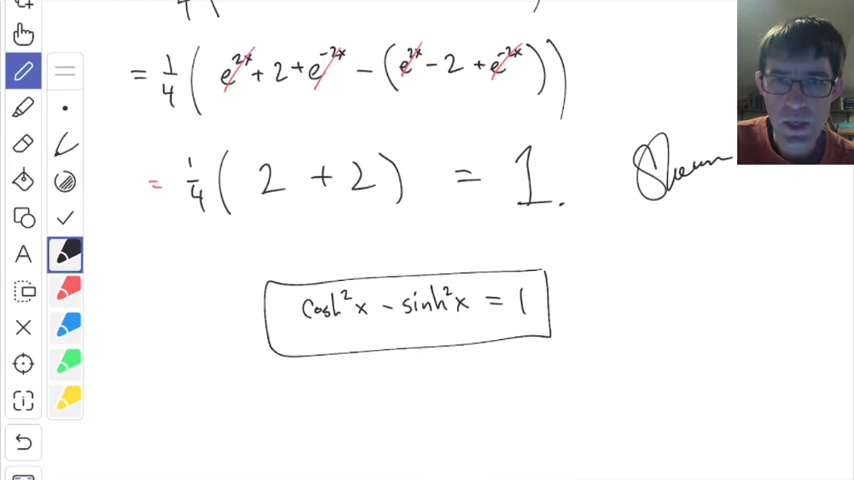 = 1/4 ( e^2x + 2 + e^-2x - ( e^2x - 2 + e^-2x ) )
= 1/4 ( 2 + 2 ) = 1.
cosh²x - sinh²x = 1
A